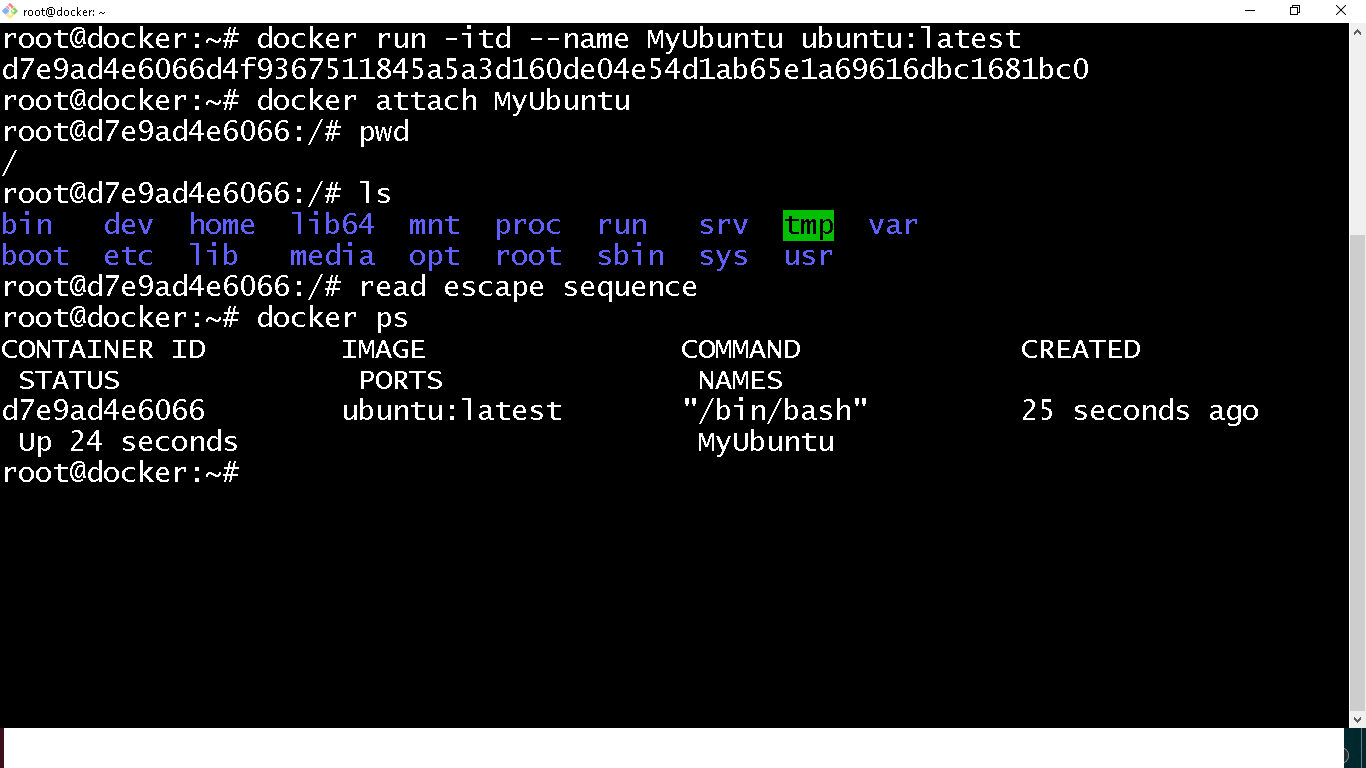 root@docker: ~
root@docker:~# docker run -itd --name MyUbuntu ubuntu:latest
d7e9ad4e6066d4f9367511845a5a3d160de04e54d1ab65e1a69616dbc1681bc0
root@docker:~# docker attach MyUbuntu
root@d7e9ad4e6066:/# pwd
/
root@d7e9ad4e6066:/# ls
bin dev home lib64 mnt proc run srv tmp var
boot etc lib media opt root sbin sys usr
root@d7e9ad4e6066:/# read escape sequence
root@docker:~# docker ps
CONTAINER ID IMAGE COMMAND CREATED
STATUS PORTS NAMES
d7e9ad4e6066 ubuntu:latest "/bin/bash" 25 seconds ago
Up 24 seconds MyUbuntu
root@docker:~#